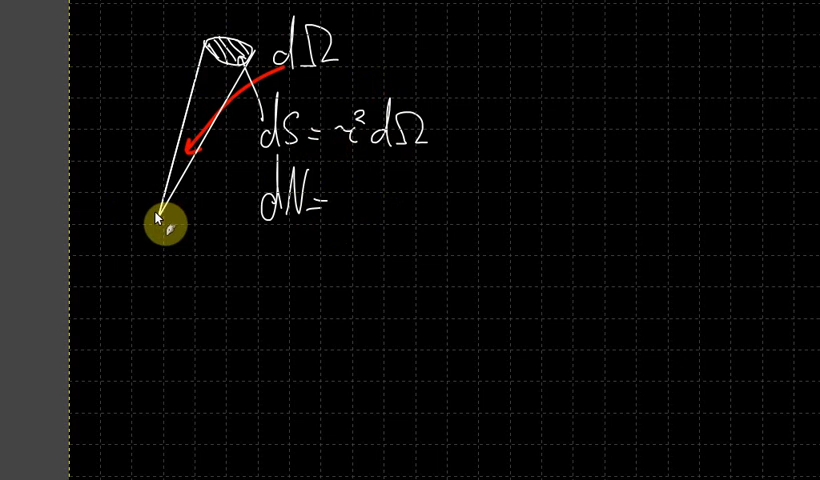 dΩ
dS = r² dΩ
dN =